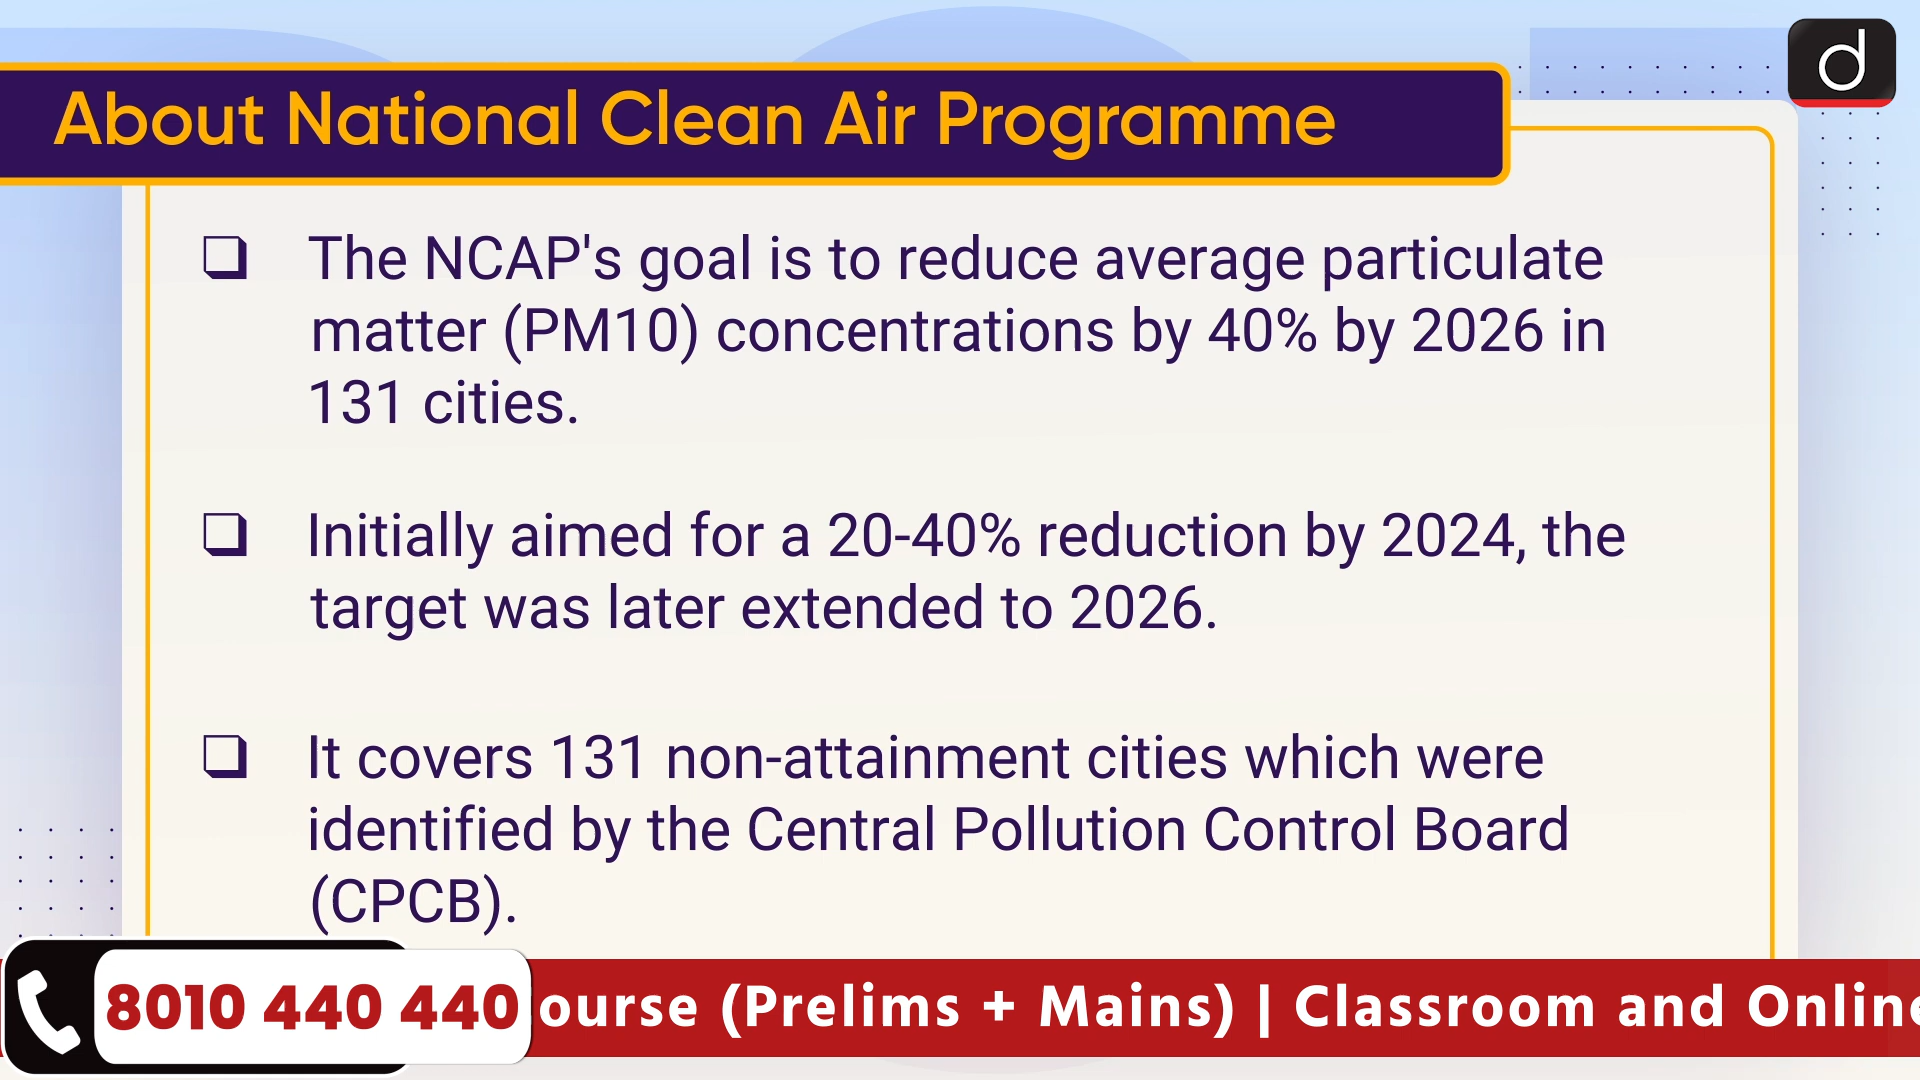 d
About National Clean Air Programme
❑ The NCAP's goal is to reduce average particulate
matter (PM10) concentrations by 40% by 2026 in
131 cities.
❑ Initially aimed for a 20-40% reduction by 2024, the
target was later extended to 2026.
❑ It covers 131 non-attainment cities which were
identified by the Central Pollution Control Board
(CPCB).
8010 440 440 ourse (Prelims + Mains) | Classroom and Online